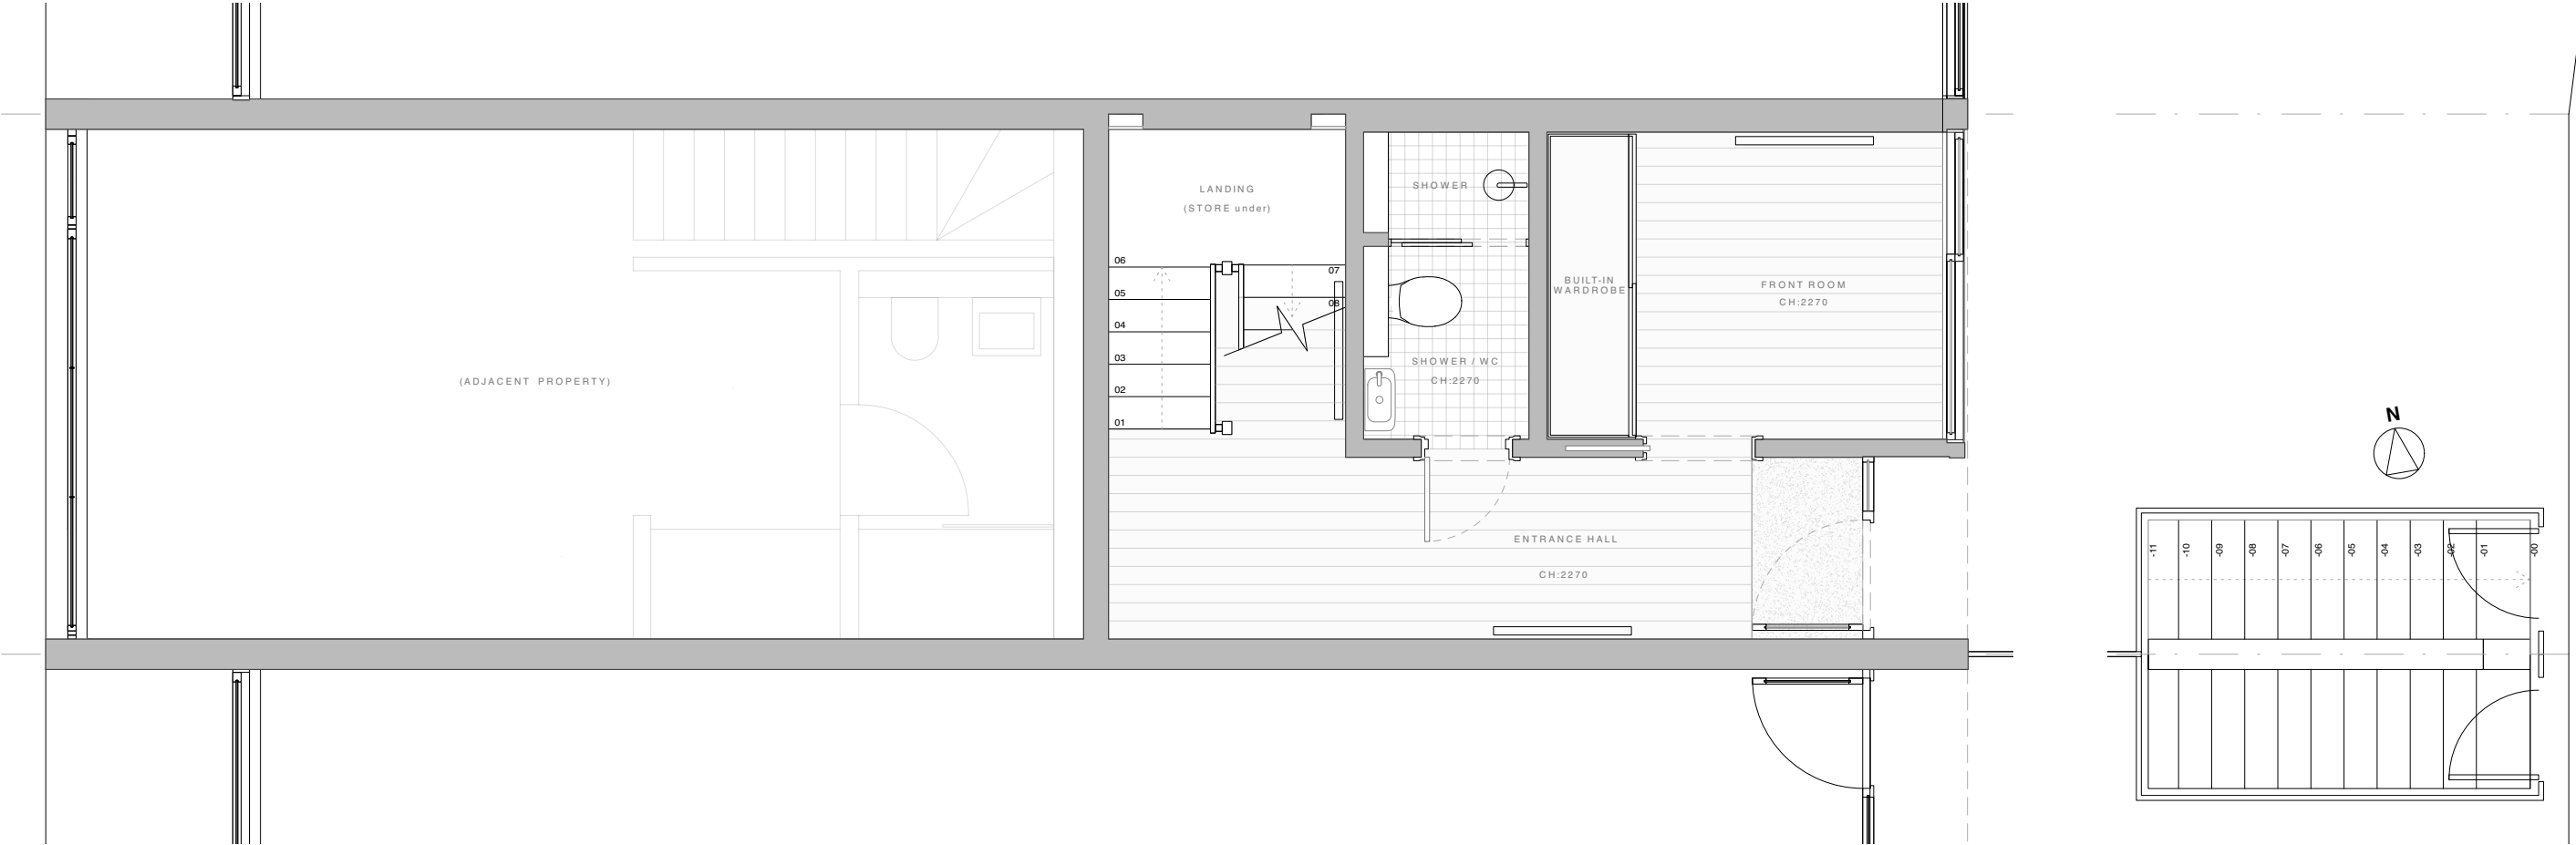 LANDING
(STORE under)
SHOWER
06
07
05
08
04
03
02
01
BUILT-IN
WARDROBE
FRONT ROOM
CH:2270
SHOWER / WC
CH:2270
(ADJACENT PROPERTY)
N
ENTRANCE HALL
CH:2270
-11
-10
-09
-08
-07
-06
-05
-04
-03
-02
-01
-00